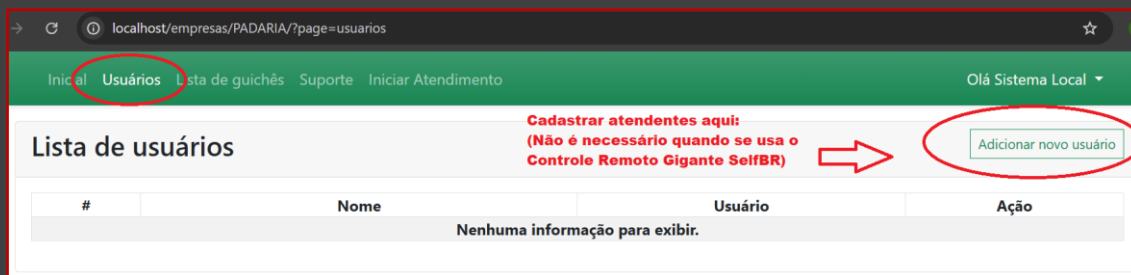 localhost/empresas/PADARIA/?page=usuarios
Inicial Usuários Lista de guichês Suporte Iniciar Atendimento Olá Sistema Local
Cadastrar atendentes aqui:
(Não é necessário quando se usa o
Controle Remoto Gigante SelfBR)
Lista de usuários
Adicionar novo usuário
# Nome Usuário Ação
Nenhuma informação para exibir.